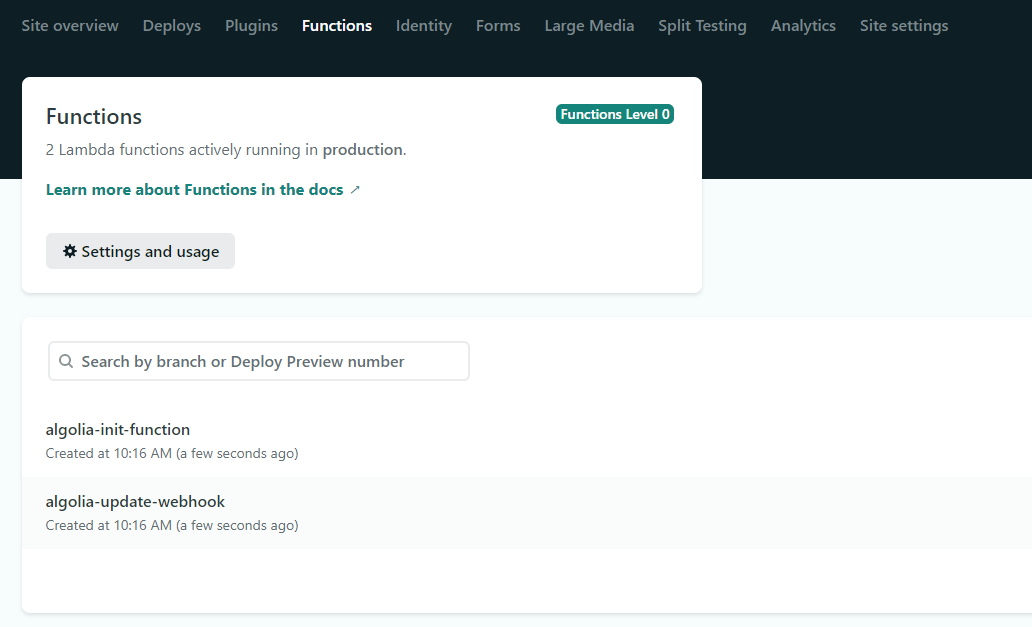 Site overview Deploys Plugins Functions Identity Forms Large Media Split Testing Analytics Site settings
Functions
Functions Level 0
2 Lambda functions actively running in production.
Learn more about Functions in the docs ↗
Settings and usage
Search by branch or Deploy Preview number
algolia-init-function
Created at 10:16 AM (a few seconds ago)
algolia-update-webhook
Created at 10:16 AM (a few seconds ago)